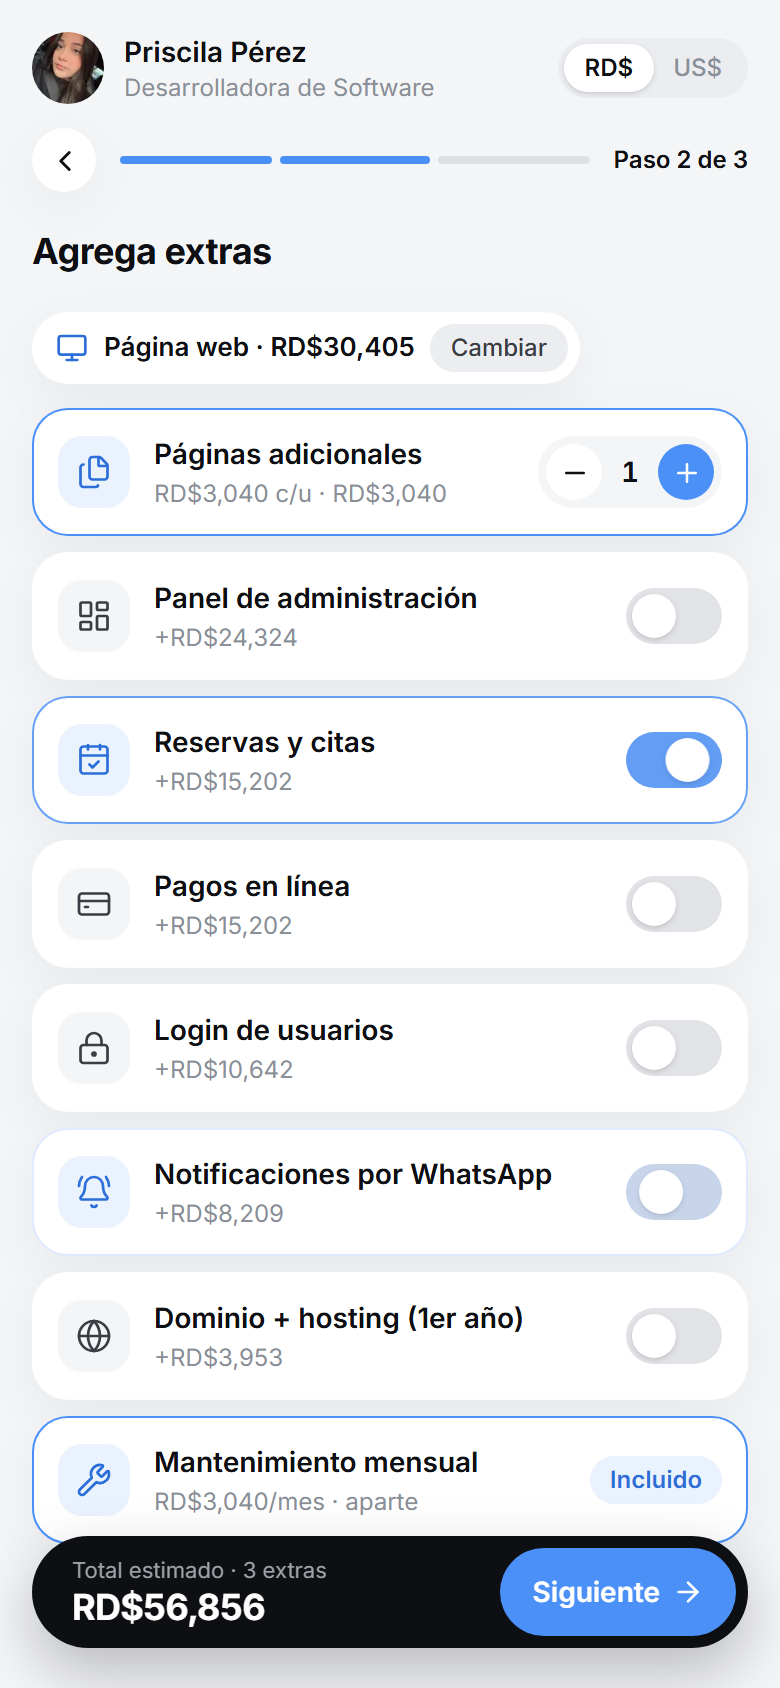 Priscila Pérez
Desarrolladora de Software
RD$ US$
Paso 2 de 3
Agrega extras
Página web · RD$30,405 Cambiar
Páginas adicionales
RD$3,040 c/u · RD$3,040
1
Panel de administración
+RD$24,324
Reservas y citas
+RD$15,202
Pagos en línea
+RD$15,202
Login de usuarios
+RD$10,642
Notificaciones por WhatsApp
+RD$8,209
Dominio + hosting (1er año)
+RD$3,953
Mantenimiento mensual
RD$3,040/mes · aparte
Incluido
Total estimado · 3 extras
RD$56,856
Siguiente